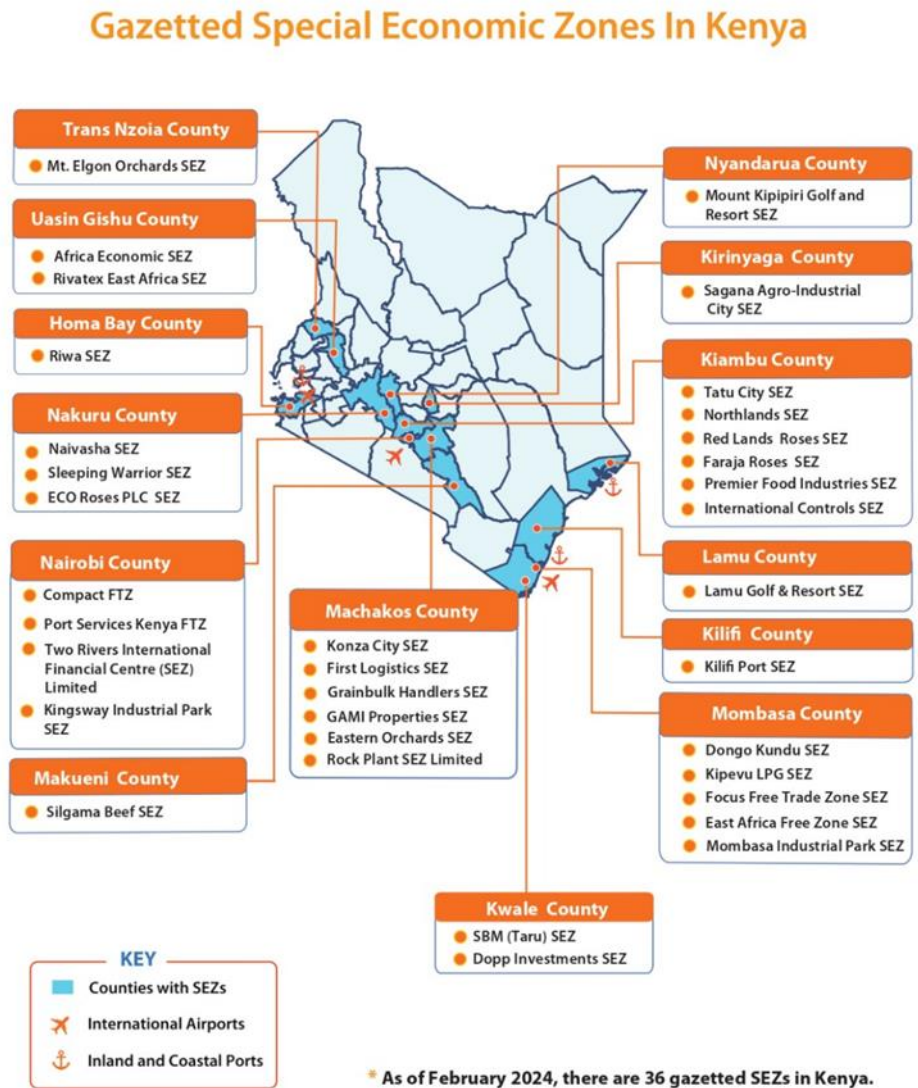 Gazetted Special Economic Zones In Kenya
Trans Nzoia County
Mt. Elgon Orchards SEZ
Uasin Gishu County
Africa Economic SEZ
Rivatex East Africa SEZ
Homa Bay County
Riwa SEZ
Nakuru County
Naivasha SEZ
Sleeping Warrior SEZ
ECO Roses PLC SEZ
Nairobi County
Compact FTZ
Port Services Kenya FTZ
Two Rivers International
Financial Centre (SEZ)
Limited
Kingsway Industrial Park
SEZ
Makueni County
Silgama Beef SEZ
Machakos County
Konza City SEZ
First Logistics SEZ
Grainbulk Handlers SEZ
GAMI Properties SEZ
Eastern Orchards SEZ
Rock Plant SEZ Limited
Nyandarua County
Mount Kipipiri Golf and
Resort SEZ
Kirinyaga County
Sagana Agro-Industrial
City SEZ
Kiambu County
Tatu City SEZ
Northlands SEZ
Red Lands Roses SEZ
Faraja Roses SEZ
Premier Food Industries SEZ
International Controls SEZ
Lamu County
Lamu Golf & Resort SEZ
Kilifi County
Kilifi Port SEZ
Mombasa County
Dongo Kundu SEZ
Kipevu LPG SEZ
Focus Free Trade Zone SEZ
East Africa Free Zone SEZ
Mombasa Industrial Park SEZ
Kwale County
SBM (Taru) SEZ
Dopp Investments SEZ
KEY
Counties with SEZs
International Airports
Inland and Coastal Ports
* As of February 2024, there are 36 gazetted SEZs in Kenya.